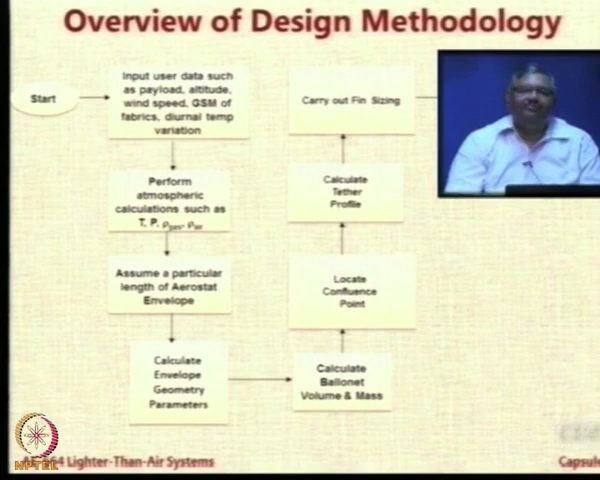 Overview of Design Methodology
Start
Input user data such
as payload, altitude,
wind speed, GSM of
fabrics, diurnal temp
variation
Perform
atmospheric
calculations such as
T, P, ρgas, ρair
Assume a particular
length of Aerostat
Envelope
Calculate
Envelope
Geometry
Parameters
Calculate
Ballonet
Volume & Mass
Locate
Confluence
Point
Calculate
Tether
Profile
Carry out Fin Sizing
NPTEL
Lighter-Than-Air Systems
Capsule